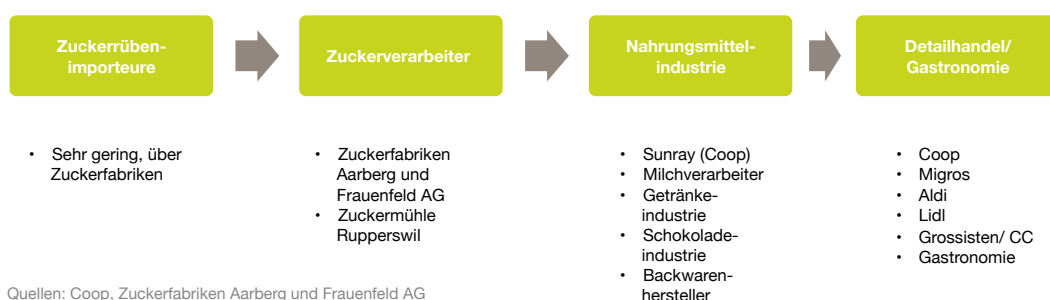 Zuckerrüben-
importeure
Zuckerverarbeiter
Nahrungsmittel-
industrie
Detailhandel/
Gastronomie
• Sehr gering, über
Zuckerfabriken
• Zuckerfabriken
Aarberg und
Frauenfeld AG
• Zuckermühle
Rupperswil
• Sunray (Coop)
• Milchverarbeiter
• Getränke-
industrie
• Schokolade-
industrie
• Backwaren-
hersteller
• Coop
• Migros
• Aldi
• Lidl
• Grossisten/ CC
• Gastronomie
Quellen: Coop, Zuckerfabriken Aarberg und Frauenfeld AG